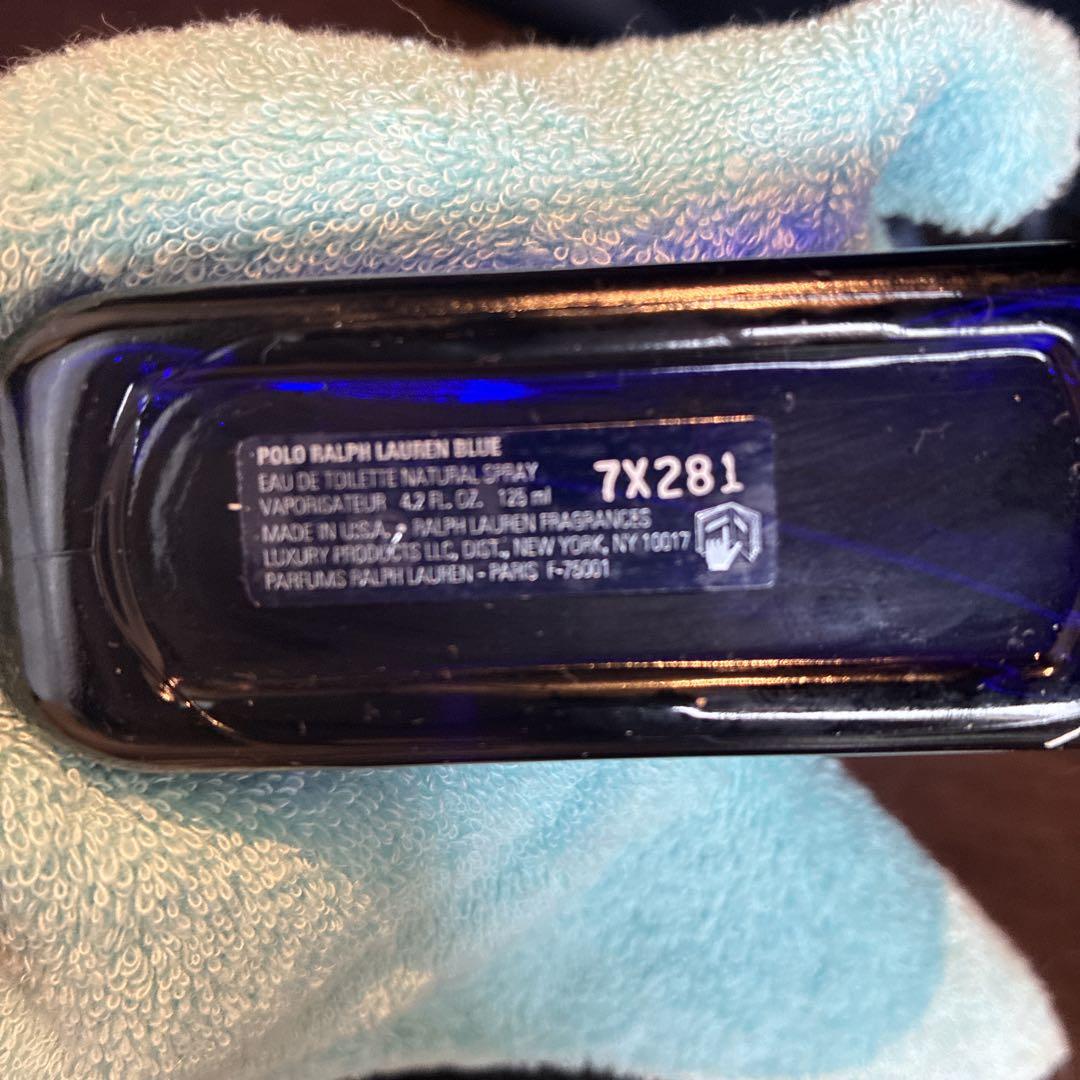 POLO RALPH LAUREN BLUE
EAU DE TOILETTE NATURAL SPRAY
VAPORISATEUR 4.2 FL. OZ. 125 ml
7X281
MADE IN U.S.A., RALPH LAUREN FRAGRANCES
LUXURY PRODUCTS LLC, DIST., NEW YORK, NY 10017
PARFUMS RALPH LAUREN - PARIS F-75001